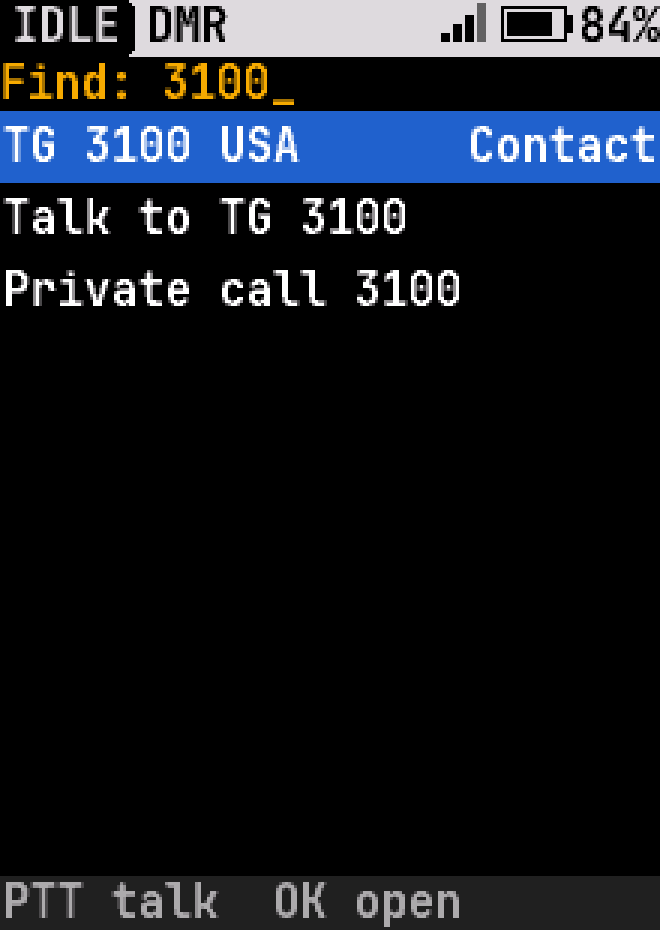 IDLE DMR 84%
Find: 3100_
TG 3100 USA Contact
Talk to TG 3100
Private call 3100
PTT talk OK open